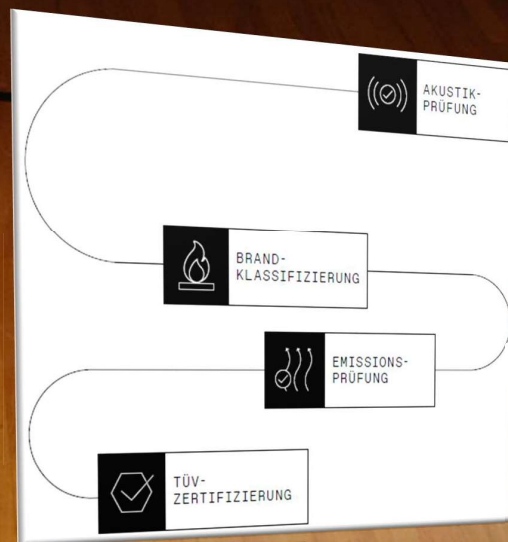 AKUSTIK-
PRÜFUNG
BRAND-
KLASSIFIZIERUNG
EMISSIONS-
PRÜFUNG
TÜV-
ZERTIFIZIERUNG